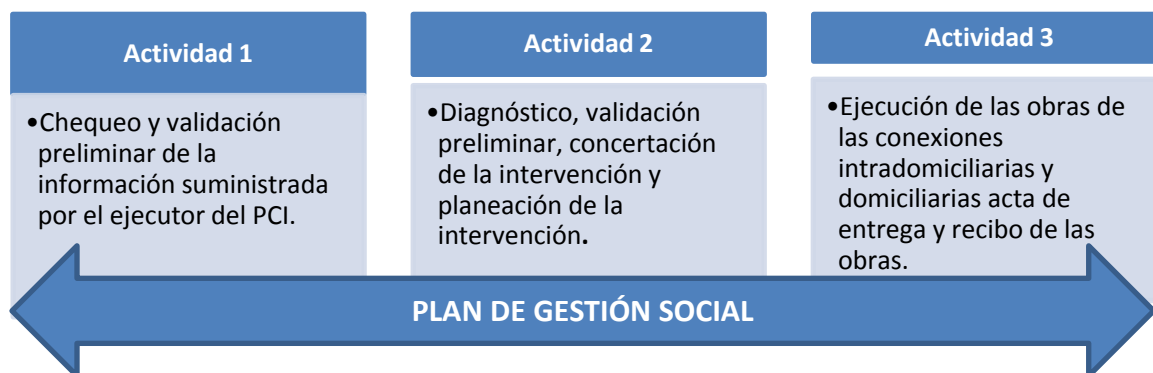 Actividad 1
•Chequeo y validación
preliminar de la
información suministrada
por el ejecutor del PCI.
Actividad 2
•Diagnóstico, validación
preliminar, concertación
de la intervención y
planeación de la
intervención.
Actividad 3
•Ejecución de las obras de
las conexiones
intradomiciliarias y
domiciliarias acta de
entrega y recibo de las
obras.
PLAN DE GESTIÓN SOCIAL